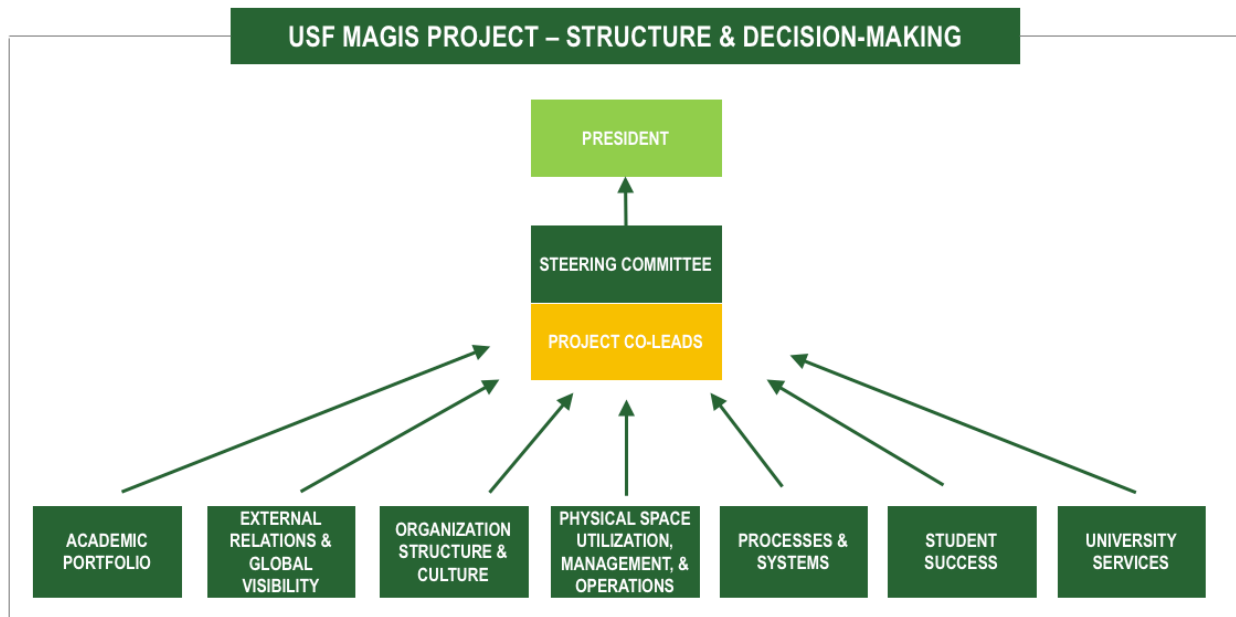 USF MAGIS PROJECT – STRUCTURE & DECISION-MAKING
PRESIDENT
STEERING COMMITTEE
PROJECT CO-LEADS
ACADEMIC
PORTFOLIO
EXTERNAL
RELATIONS &
GLOBAL
VISIBILITY
ORGANIZATION
STRUCTURE &
CULTURE
PHYSICAL SPACE
UTILIZATION,
MANAGEMENT, &
OPERATIONS
PROCESSES &
SYSTEMS
STUDENT
SUCCESS
UNIVERSITY
SERVICES